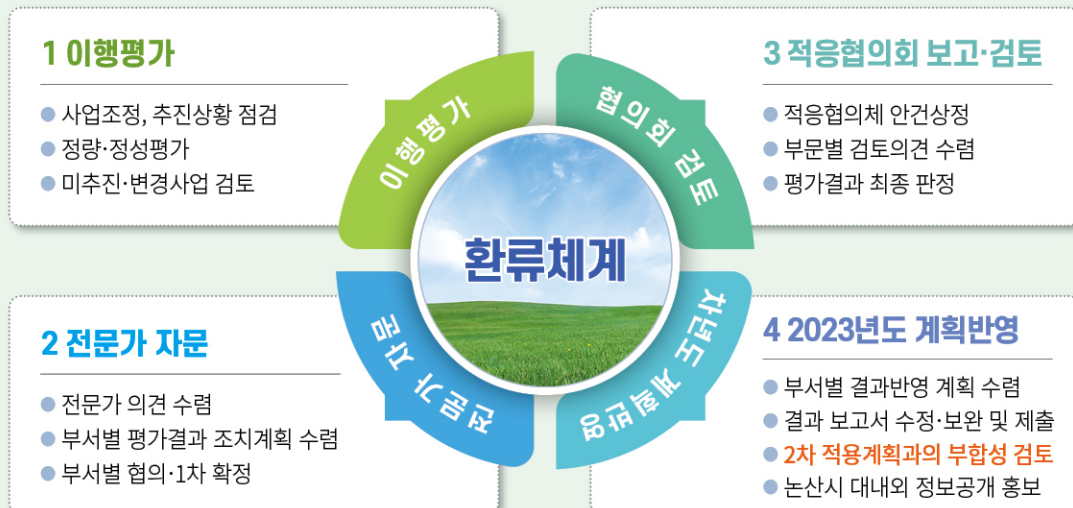 1 이행평가
● 사업조정, 추진상황 점검
● 정량·정성평가
● 미추진·변경사업 검토
2 전문가 자문
● 전문가 의견 수렴
● 부서별 평가결과 조치계획 수렴
● 부서별 협의·1차 확정
이행평가
협의회 검토
환류체계
전문가 자문
차년도 계획반영
3 적응협의회 보고·검토
● 적응협의체 안건상정
● 부문별 검토의견 수렴
● 평가결과 최종 판정
4 2023년도 계획반영
● 부서별 결과반영 계획 수렴
● 결과 보고서 수정·보완 및 제출
● 2차 적용계획과의 부합성 검토
● 논산시 대내외 정보공개 홍보